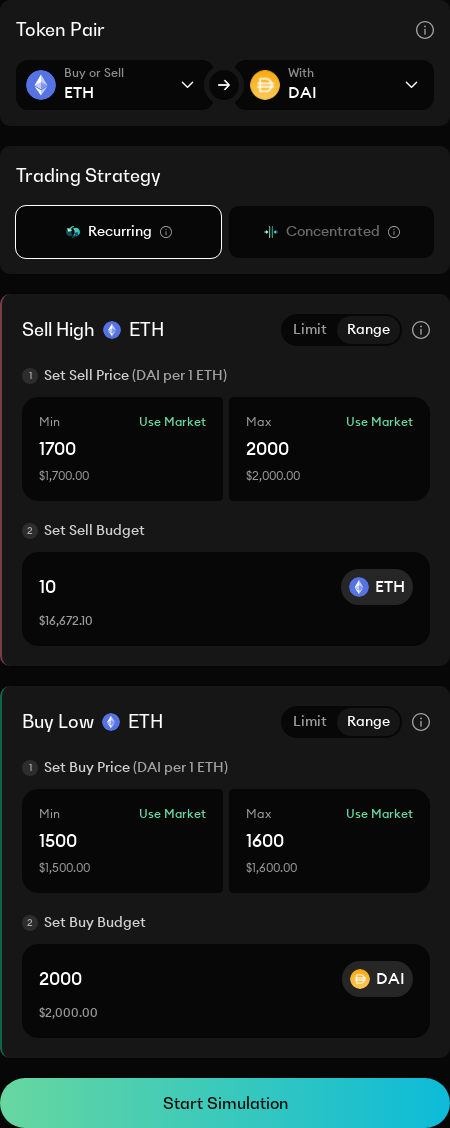 Token Pair
Buy or Sell
ETH
With
DAI
Trading Strategy
Recurring
Concentrated
Sell High ETH
Limit Range
1 Set Sell Price (DAI per 1 ETH)
Min Use Market
1700
$1,700.00
Max Use Market
2000
$2,000.00
2 Set Sell Budget
10 ETH
$16,672.10
Buy Low ETH
Limit Range
1 Set Buy Price (DAI per 1 ETH)
Min Use Market
1500
$1,500.00
Max Use Market
1600
$1,600.00
2 Set Buy Budget
2000 DAI
$2,000.00
Start Simulation